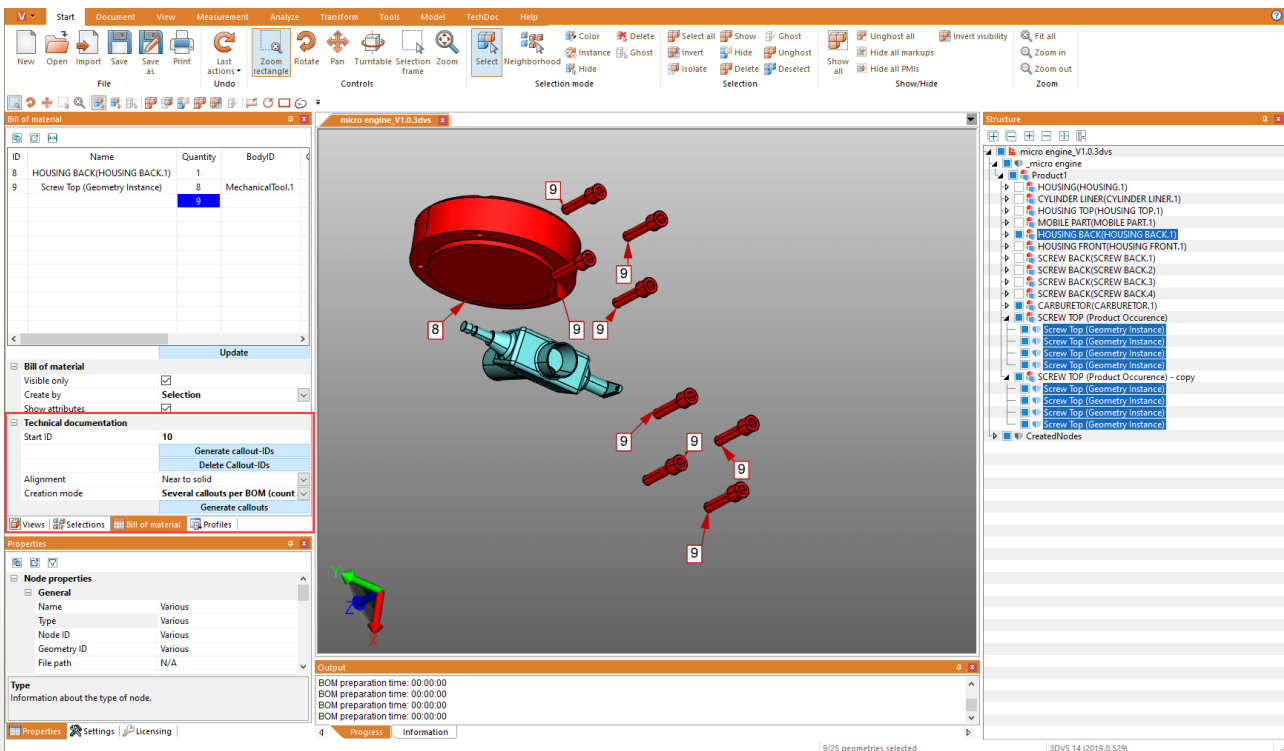 V
Start Document View Measurement Analyze Transform Tools Model TechDoc Help
New Open Import Save Save as Print
File
Last actions
Undo
Zoom rectangle Rotate Pan Turntable Selection frame Zoom
Controls
Select Neighborhood
Color Delete
Instance Ghost
Hide
Selection mode
Select all Show Ghost
Invert Hide Unghost
Isolate Delete Deselect
Selection
Show all
Unghost all Invert visibility
Hide all markups
Hide all PMIs
Show/Hide
Fit all
Zoom in
Zoom out
Zoom
Bill of material
ID Name Quantity BodyID
8 HOUSING BACK(HOUSING BACK.1) 1
9 Screw Top (Geometry Instance) 8 MechanicalTool.1
9
Update
Bill of material
Visible only
Create by Selection
Show attributes
Technical documentation
Start ID 10
Generate callout-IDs
Delete Callout-IDs
Alignment Near to solid
Creation mode Several callouts per BOM (count
Generate callouts
Views Selections Bill of material Profiles
Properties
Node properties
General
Name Various
Type Various
Node ID Various
Geometry ID Various
File path N/A
Type
Information about the type of node.
Properties Settings Licensing
micro engine_V1.0.3dvs
9
9
8
9
9
9
9
9
9
Y
Z
X
Output
BOM preparation time: 00:00:00
BOM preparation time: 00:00:00
BOM preparation time: 00:00:00
BOM preparation time: 00:00:00
Progress Information
Structure
micro engine_V1.0.3dvs
_micro engine
Product1
HOUSING(HOUSING.1)
CYLINDER LINER(CYLINDER LINER.1)
HOUSING TOP(HOUSING TOP.1)
MOBILE PART(MOBILE PART.1)
HOUSING BACK(HOUSING BACK.1)
HOUSING FRONT(HOUSING FRONT.1)
SCREW BACK(SCREW BACK.1)
SCREW BACK(SCREW BACK.2)
SCREW BACK(SCREW BACK.3)
SCREW BACK(SCREW BACK.4)
CARBURETOR(CARBURETOR.1)
SCREW TOP (Product Occurence)
Screw Top (Geometry Instance)
Screw Top (Geometry Instance)
Screw Top (Geometry Instance)
Screw Top (Geometry Instance)
SCREW TOP (Product Occurence) - copy
Screw Top (Geometry Instance)
Screw Top (Geometry Instance)
Screw Top (Geometry Instance)
Screw Top (Geometry Instance)
CreatedNodes
9/25 geometries selected 3DVS 14 (2019.0.529)